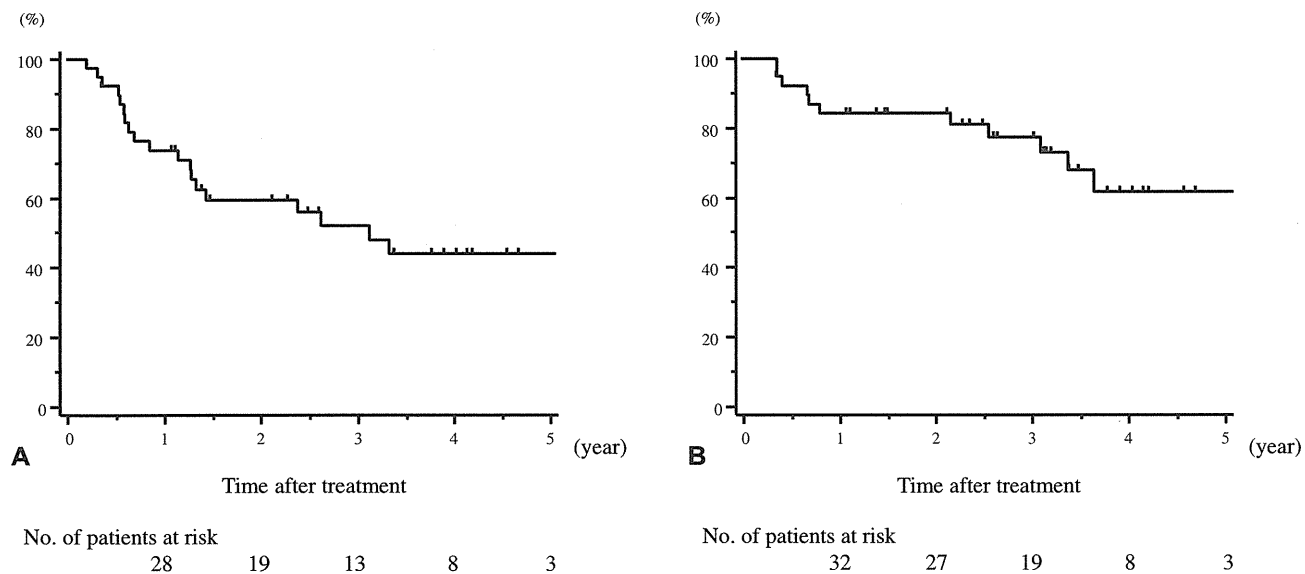 (%)
100
80
60
40
20
0
0 1 2 3 4 5 (year)
A
Time after treatment
No. of patients at risk
28 19 13 8 3
(%)
100
80
60
40
20
0
0 1 2 3 4 5 (year)
B
Time after treatment
No. of patients at risk
32 27 19 8 3